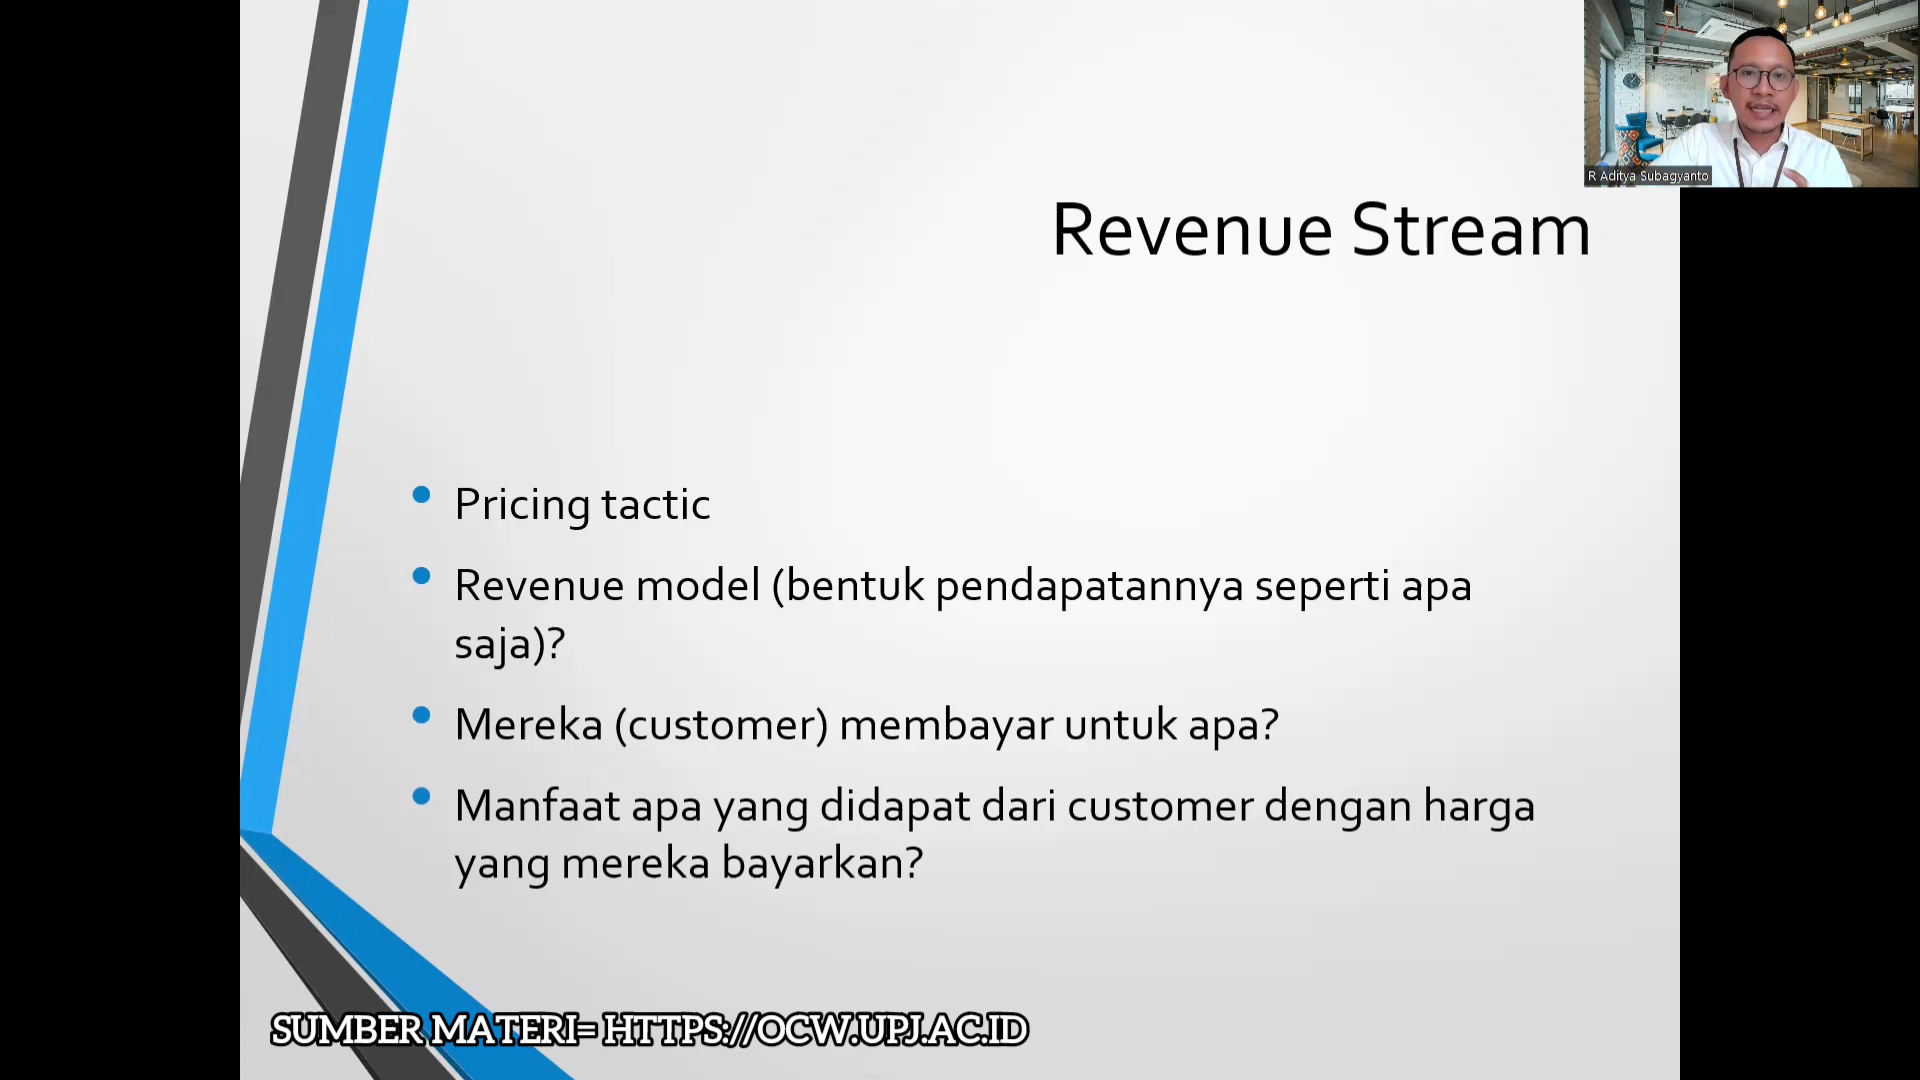 R Aditya Subagyanto
Revenue Stream
Pricing tactic
Revenue model (bentuk pendapatannya seperti apa
saja)?
Mereka (customer) membayar untuk apa?
Manfaat apa yang didapat dari customer dengan harga
yang mereka bayarkan?
SUMBER MATERI= HTTPS://OCW.UPJ.AC.ID